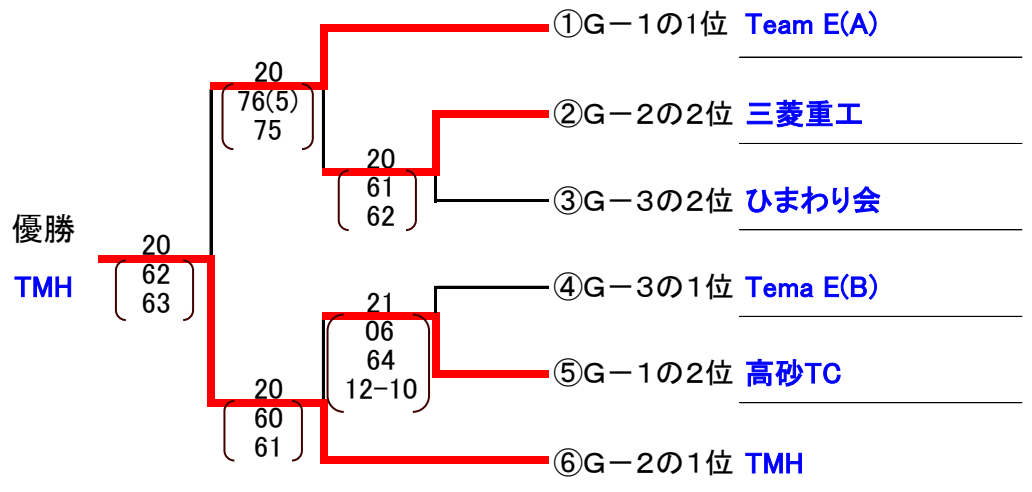 ①G－1の1位 Team E(A)
20
76(5)
75
②G－2の2位 三菱重工
20
61
62
③G－3の2位 ひまわり会
優勝
TMH
20
62
63
④G－3の1位 Tema E(B)
21
06
64
12-10
⑤G－1の2位 高砂TC
20
60
61
⑥G－2の1位 TMH